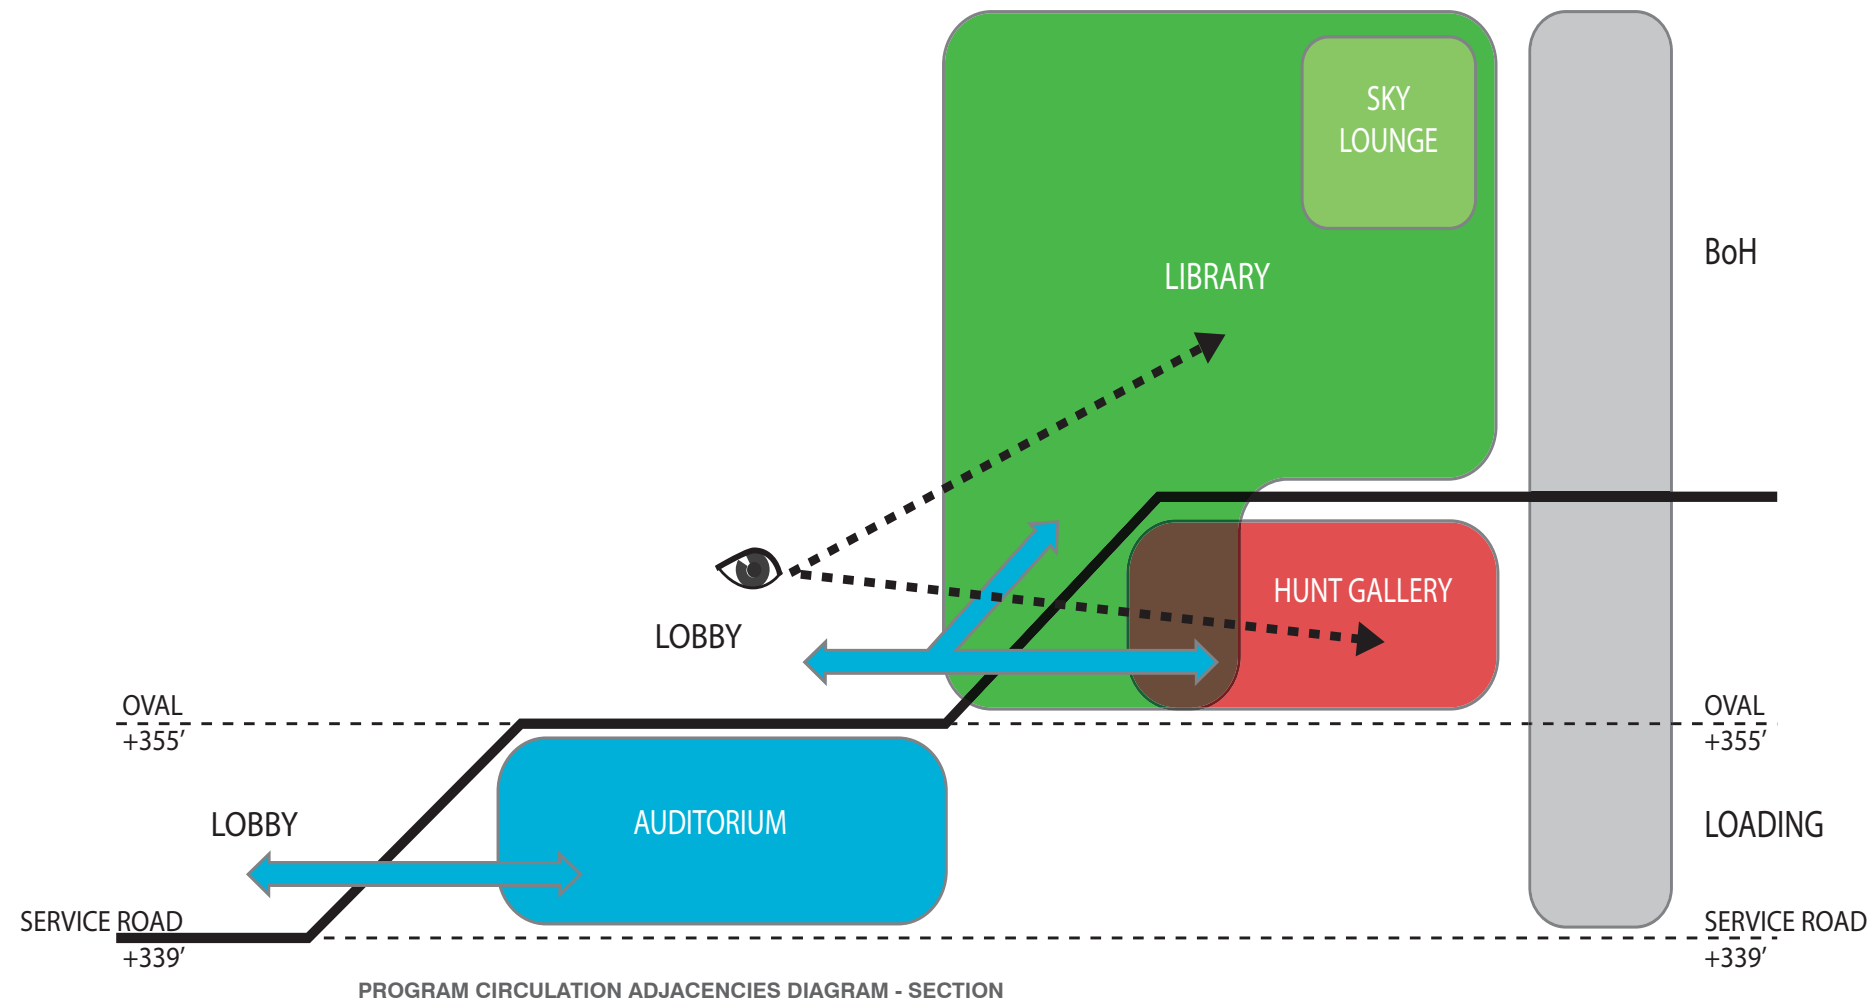 SKY
LOUNGE
BoH
LIBRARY
HUNT GALLERY
LOBBY
OVAL
+355′
OVAL
+355′
LOBBY
AUDITORIUM
LOADING
SERVICE ROAD
+339′
SERVICE ROAD
+339′
PROGRAM CIRCULATION ADJACENCIES DIAGRAM - SECTION